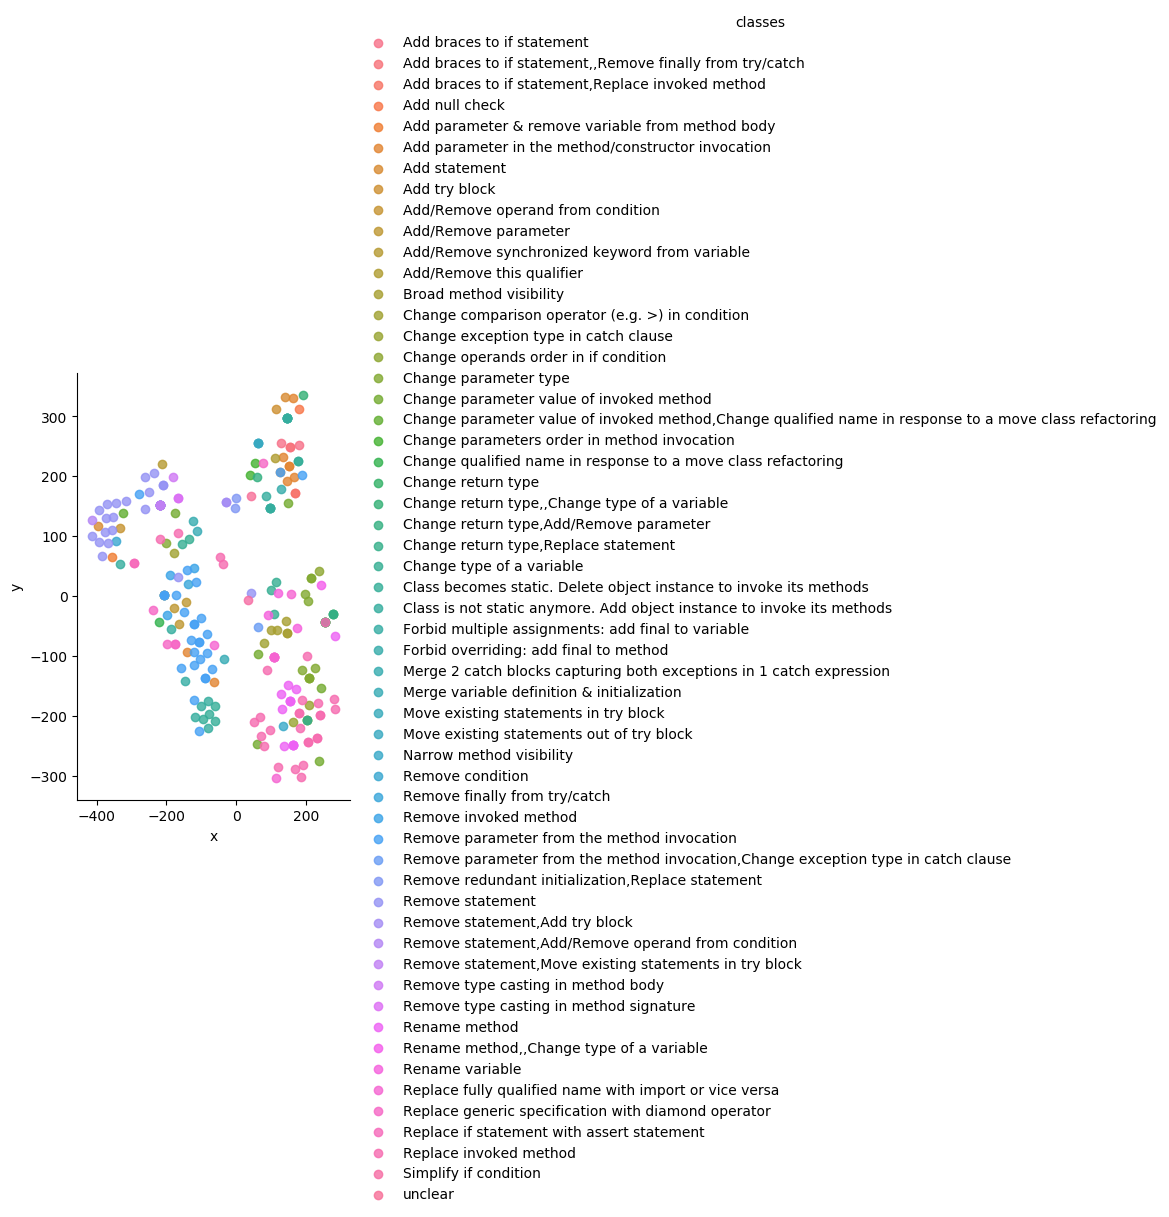 classes
Add braces to if statement
Add braces to if statement,,Remove finally from try/catch
Add braces to if statement,Replace invoked method
Add null check
Add parameter & remove variable from method body
Add parameter in the method/constructor invocation
Add statement
Add try block
Add/Remove operand from condition
Add/Remove parameter
Add/Remove synchronized keyword from variable
Add/Remove this qualifier
Broad method visibility
Change comparison operator (e.g. >) in condition
Change exception type in catch clause
Change operands order in if condition
Change parameter type
Change parameter value of invoked method
Change parameter value of invoked method,Change qualified name in response to a move class refactoring
Change parameters order in method invocation
Change qualified name in response to a move class refactoring
Change return type
Change return type,,Change type of a variable
Change return type,Add/Remove parameter
Change return type,Replace statement
Change type of a variable
Class becomes static. Delete object instance to invoke its methods
Class is not static anymore. Add object instance to invoke its methods
Forbid multiple assignments: add final to variable
Forbid overriding: add final to method
Merge 2 catch blocks capturing both exceptions in 1 catch expression
Merge variable definition & initialization
Move existing statements in try block
Move existing statements out of try block
Narrow method visibility
Remove condition
Remove finally from try/catch
Remove invoked method
Remove parameter from the method invocation
Remove parameter from the method invocation,Change exception type in catch clause
Remove redundant initialization,Replace statement
Remove statement
Remove statement,Add try block
Remove statement,Add/Remove operand from condition
Remove statement,Move existing statements in try block
Remove type casting in method body
Remove type casting in method signature
Rename method
Rename method,,Change type of a variable
Rename variable
Replace fully qualified name with import or vice versa
Replace generic specification with diamond operator
Replace if statement with assert statement
Replace invoked method
Simplify if condition
unclear
300
200
100
0
−100
−200
−300
y
−400 −200 0 200
x